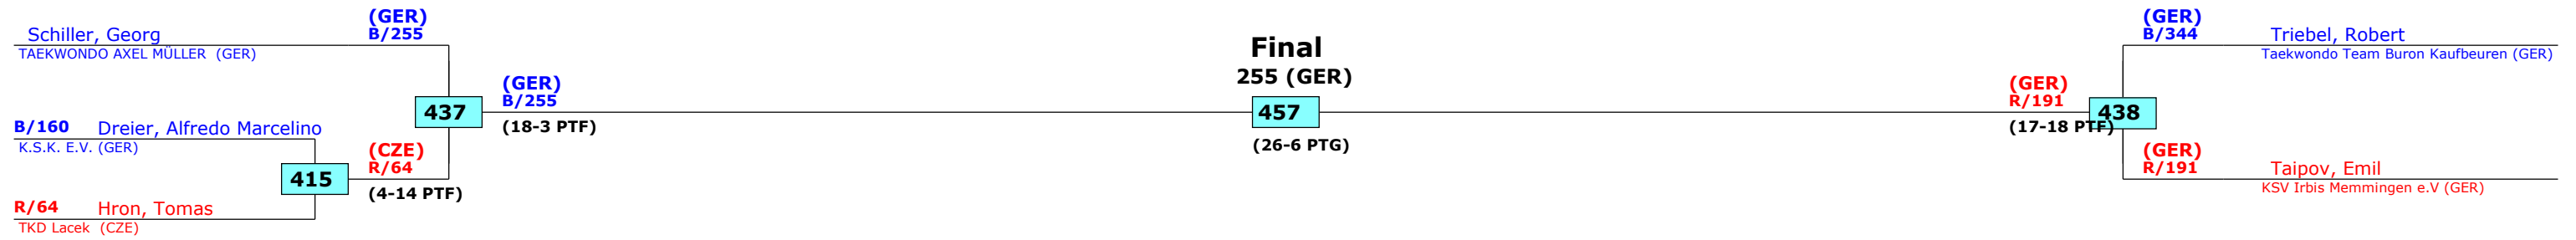 (GER)
B/255
Schiller, Georg
TAEKWONDO AXEL MÜLLER (GER)
(GER)
B/255
437
(18-3 PTF)
B/160 Dreier, Alfredo Marcelino
K.S.K. E.V. (GER)
(CZE)
R/64
415
(4-14 PTF)
R/64 Hron, Tomas
TKD Lacek (CZE)
Final
255 (GER)
457
(26-6 PTG)
(GER)
B/344
Triebel, Robert
Taekwondo Team Buron Kaufbeuren (GER)
(GER)
R/191
438
(17-18 PTF)
(GER)
R/191
Taipov, Emil
KSV Irbis Memmingen e.V (GER)